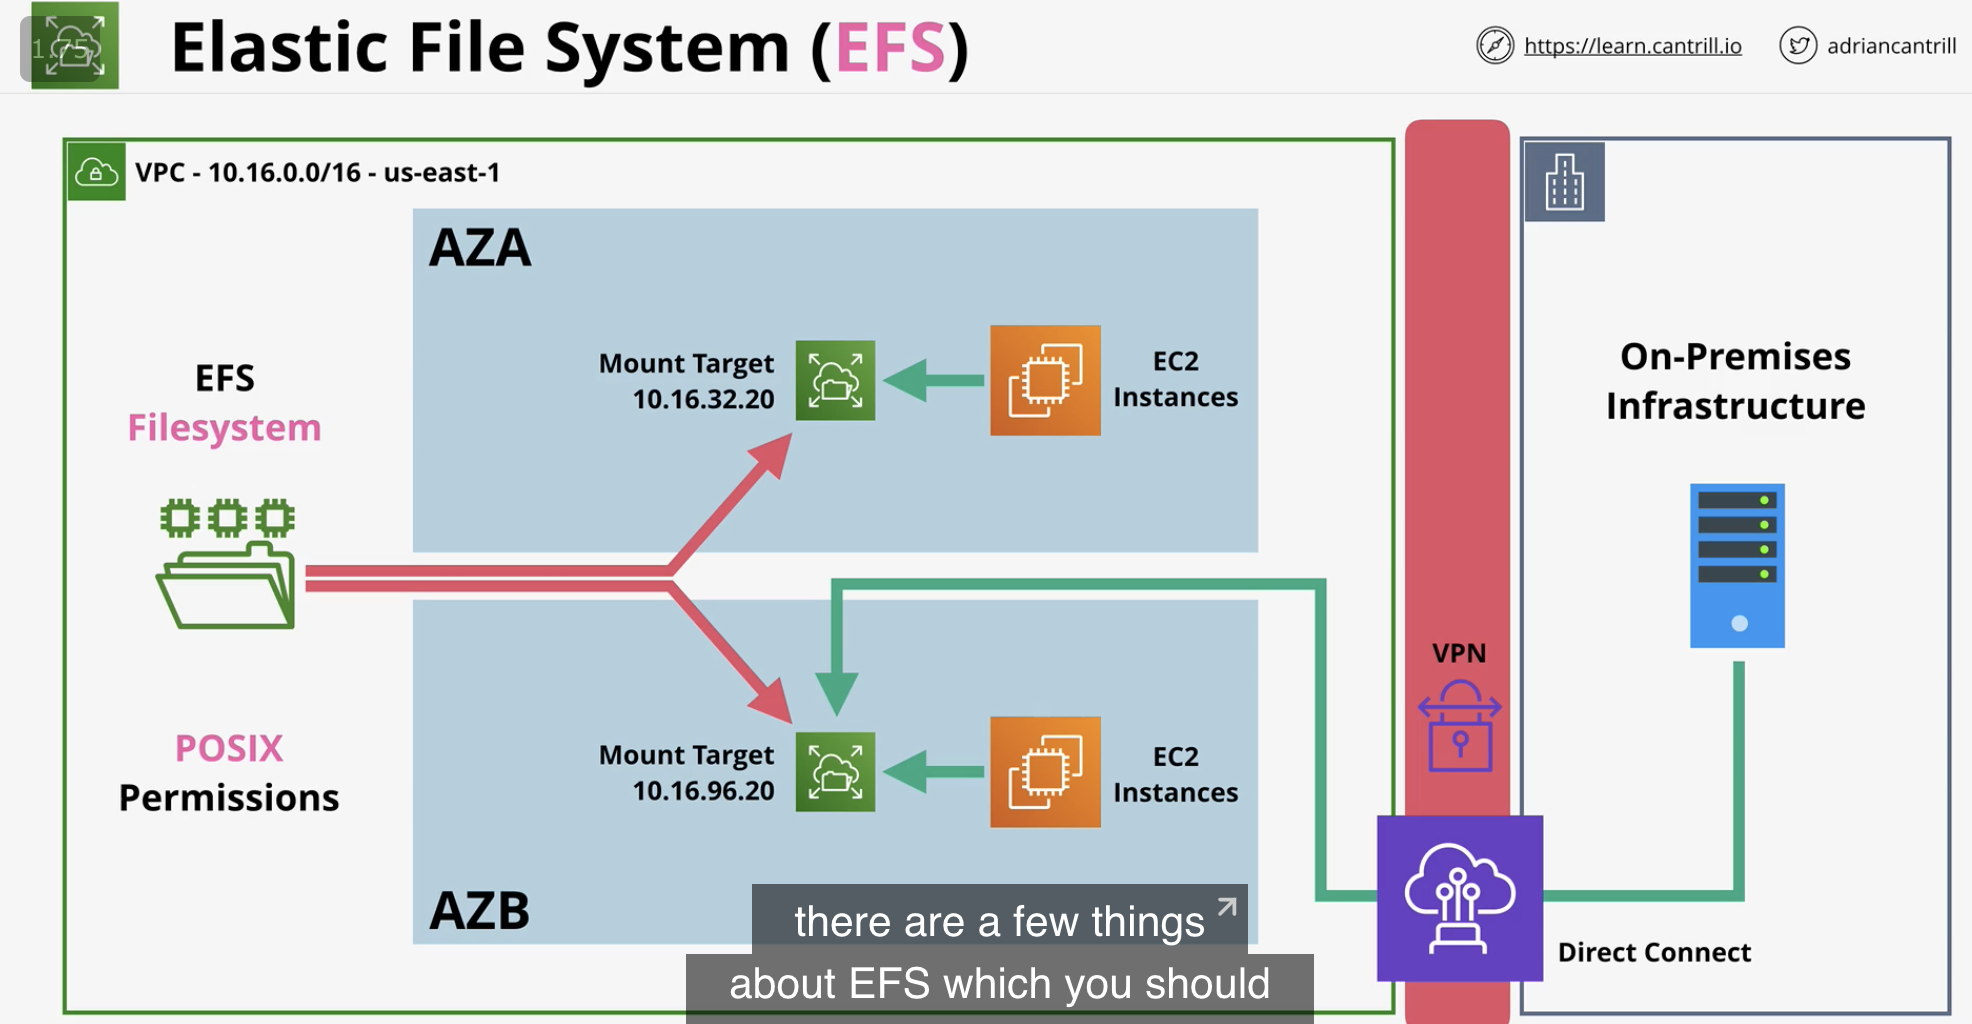 1.75
Elastic File System (EFS)
https://learn.cantrill.io
adriancantrill
VPC - 10.16.0.0/16 - us-east-1
AZA
Mount Target
10.16.32.20
EC2
Instances
EFS
Filesystem
POSIX
Permissions
Mount Target
10.16.96.20
EC2
Instances
AZB
VPN
On-Premises
Infrastructure
Direct Connect
there are a few things
about EFS which you should